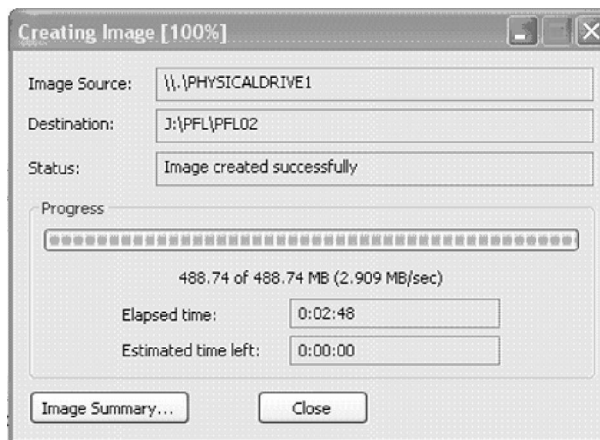 Creating Image [100%]
Image Source: \\.\PHYSICALDRIVE1
Destination: J:\PFL\PFL02
Status: Image created successfully
Progress
488.74 of 488.74 MB (2.909 MB/sec)
Elapsed time: 0:02:48
Estimated time left: 0:00:00
Image Summary... Close